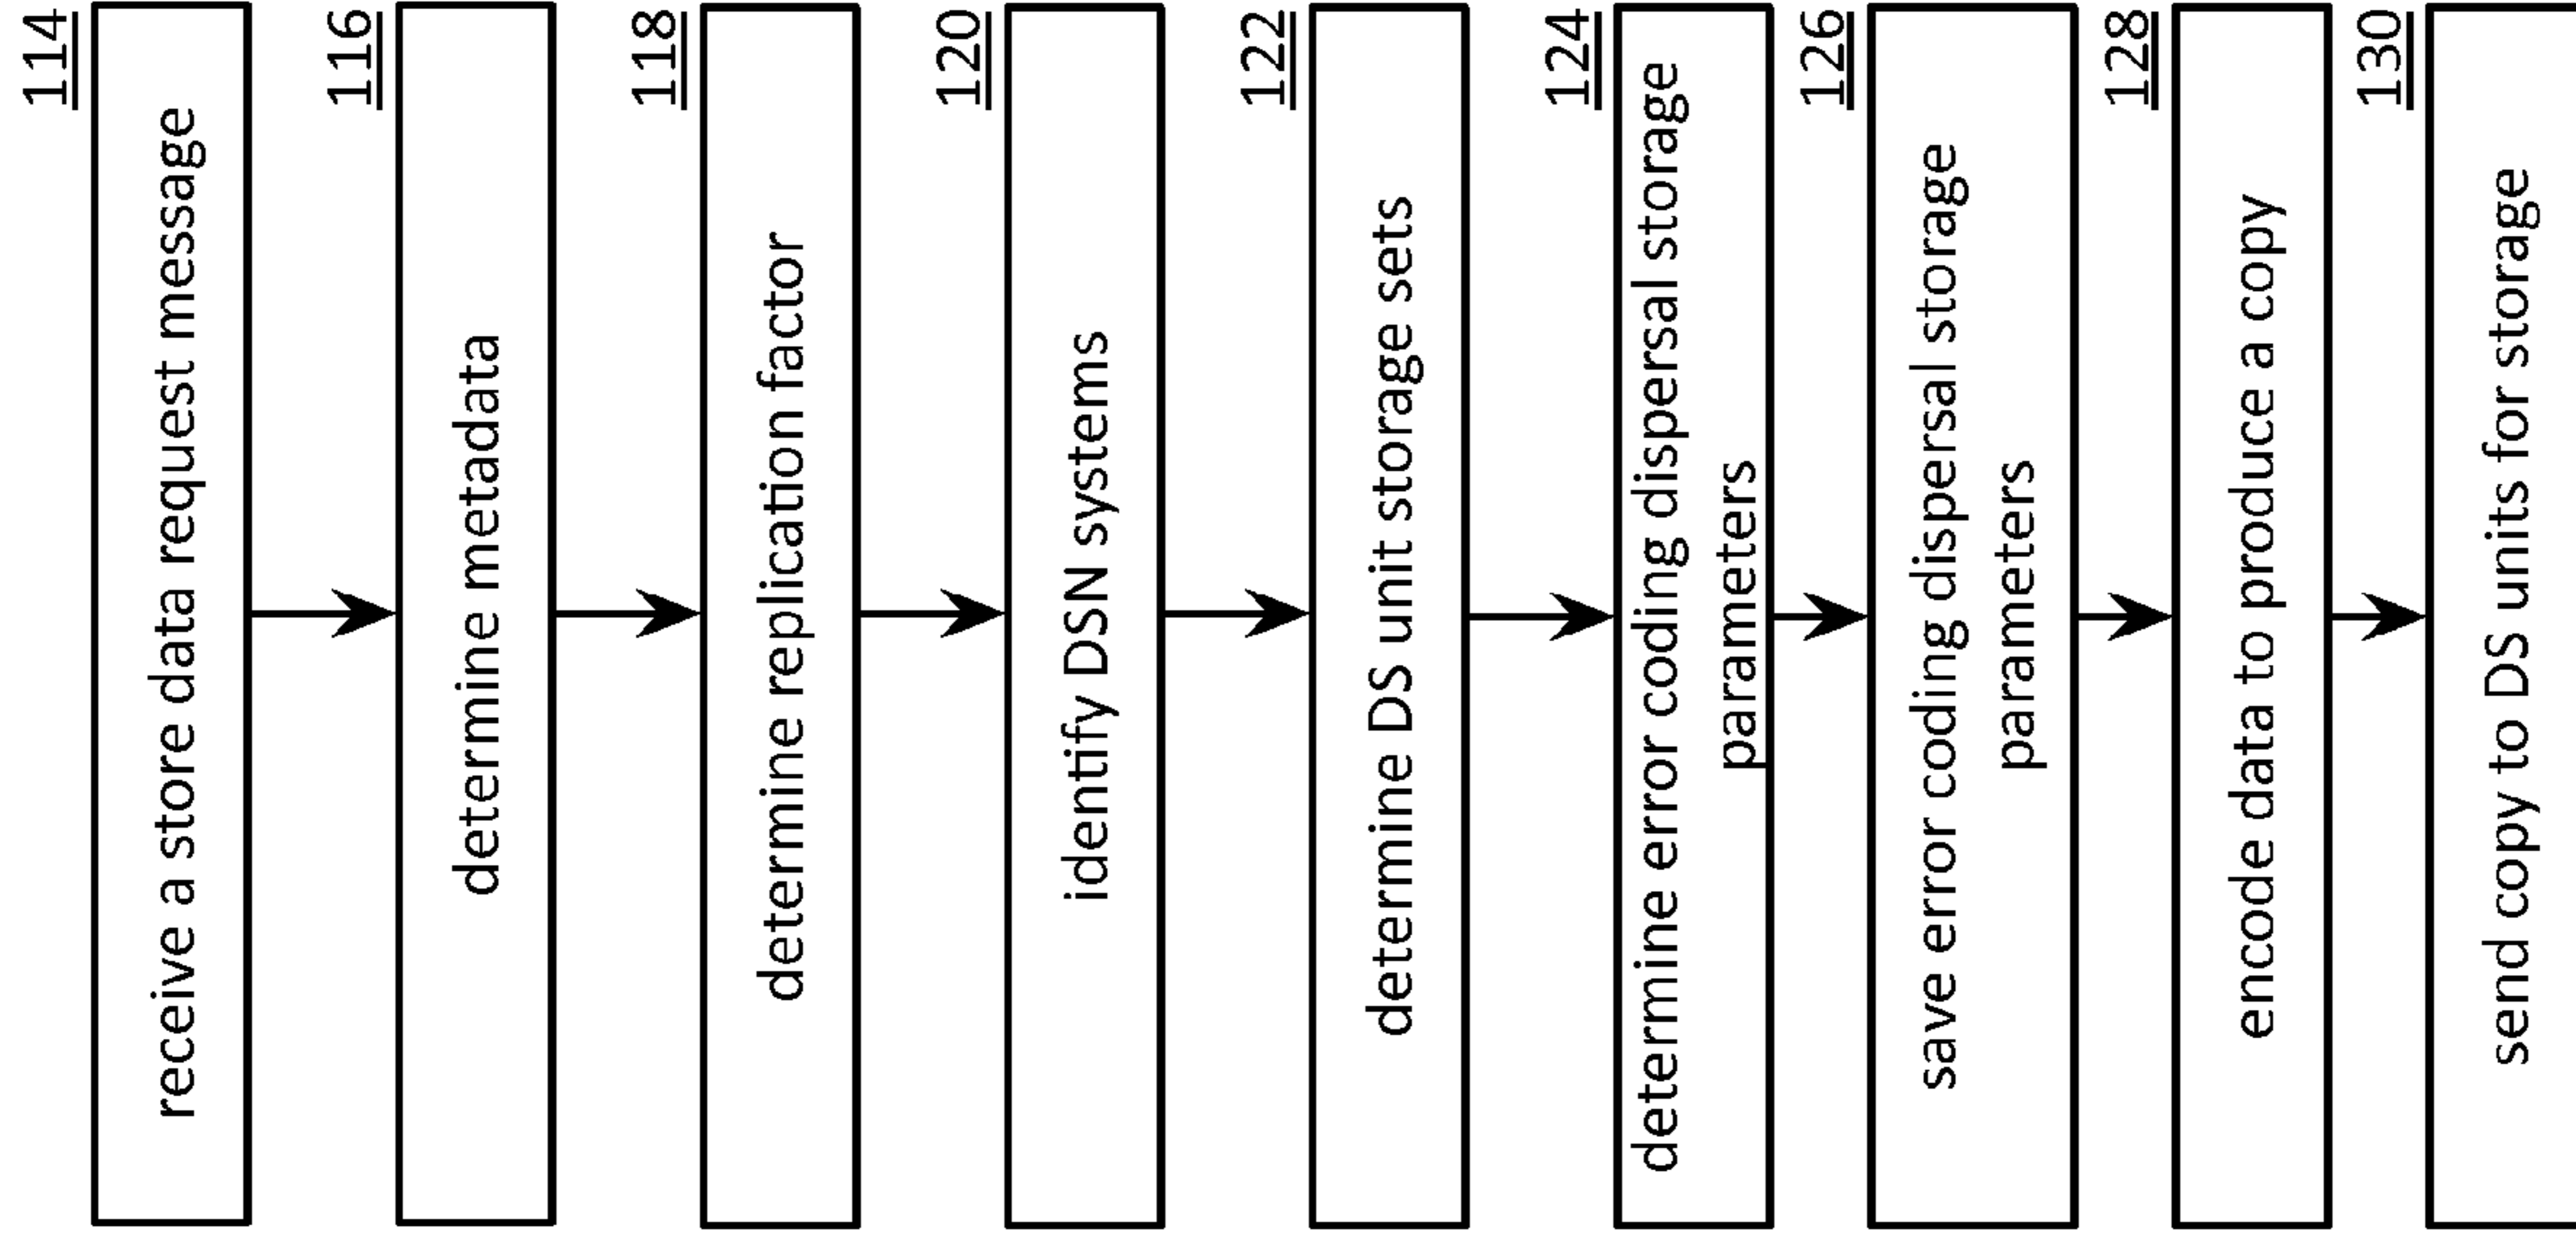 114
receive a store data request message
116
determine metadata
118
determine replication factor
120
identify DSN systems
122
determine DS unit storage sets
124
determine error coding dispersal storage
parameters
126
save error coding dispersal storage
parameters
128
encode data to produce a copy
130
send copy to DS units for storage